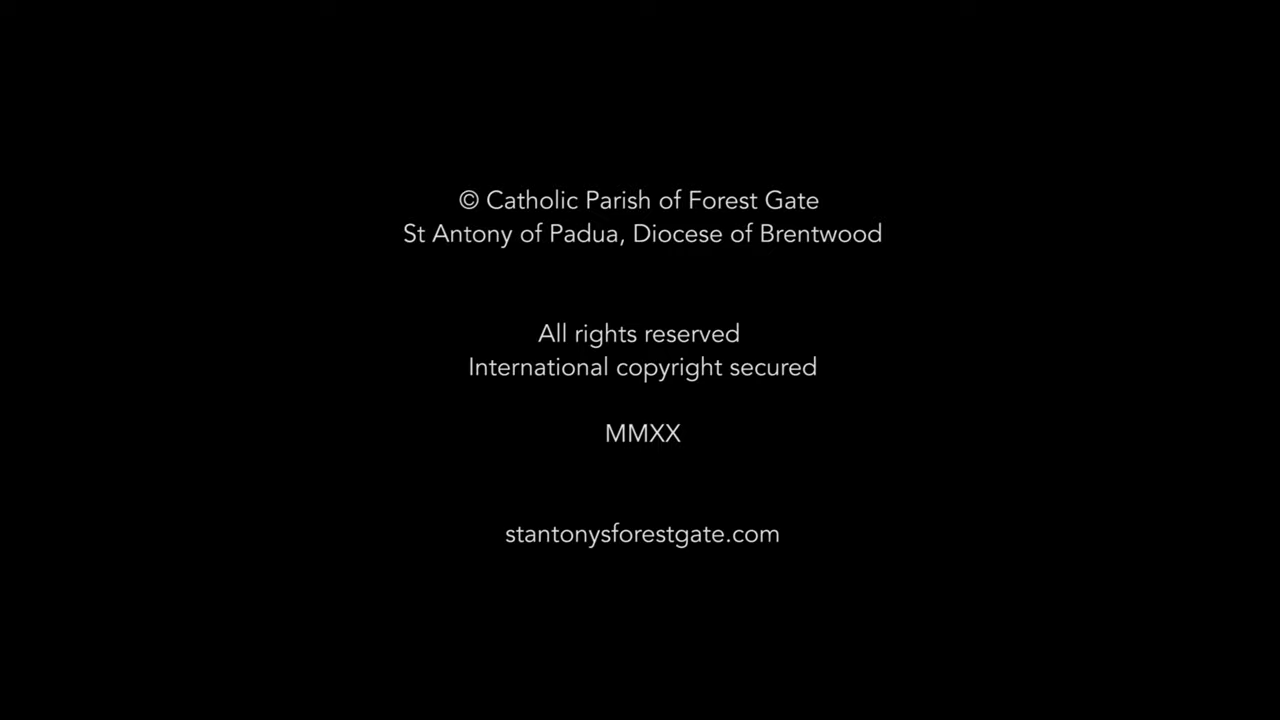 © Catholic Parish of Forest Gate
St Antony of Padua, Diocese of Brentwood
All rights reserved
International copyright secured
MMXX
stantonysforestgate.com